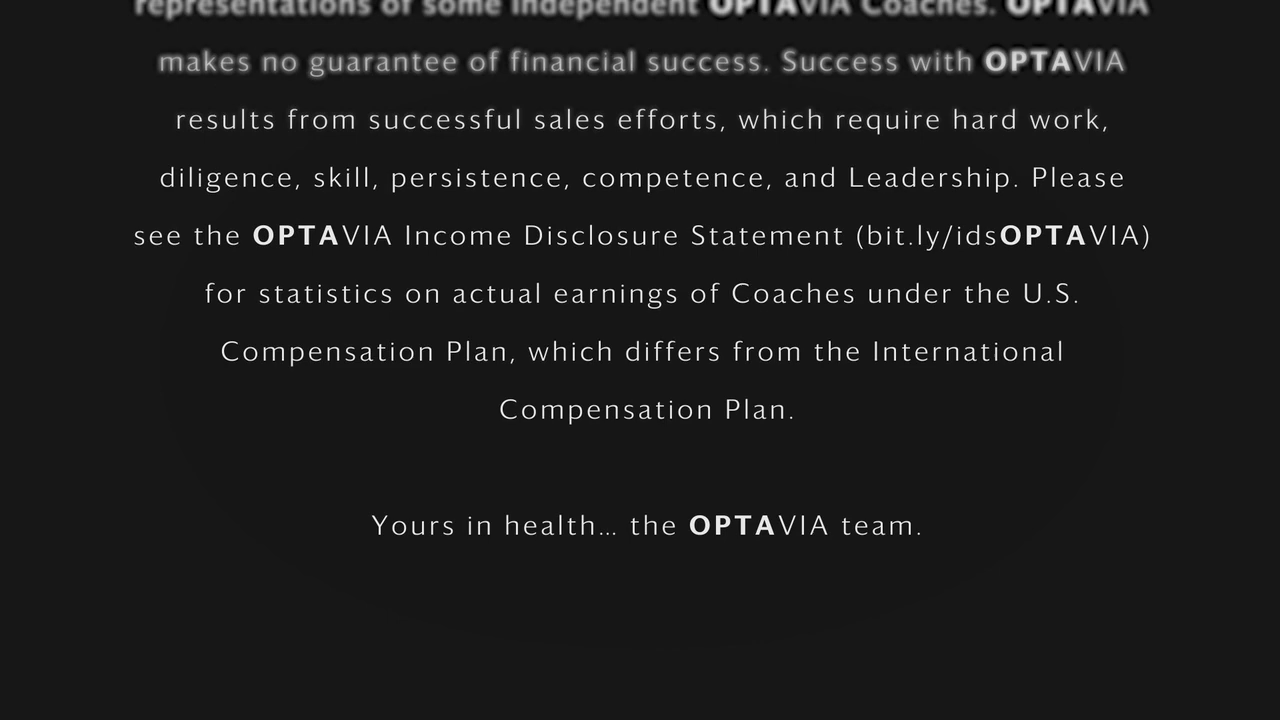 representations of some independent OPTAVIA Coaches. OPTAVIA
makes no guarantee of financial success. Success with OPTAVIA
results from successful sales efforts, which require hard work,
diligence, skill, persistence, competence, and Leadership. Please
see the OPTAVIA Income Disclosure Statement (bit.ly/idsOPTAVIA)
for statistics on actual earnings of Coaches under the U.S.
Compensation Plan, which differs from the International
Compensation Plan.
Yours in health… the OPTAVIA team.